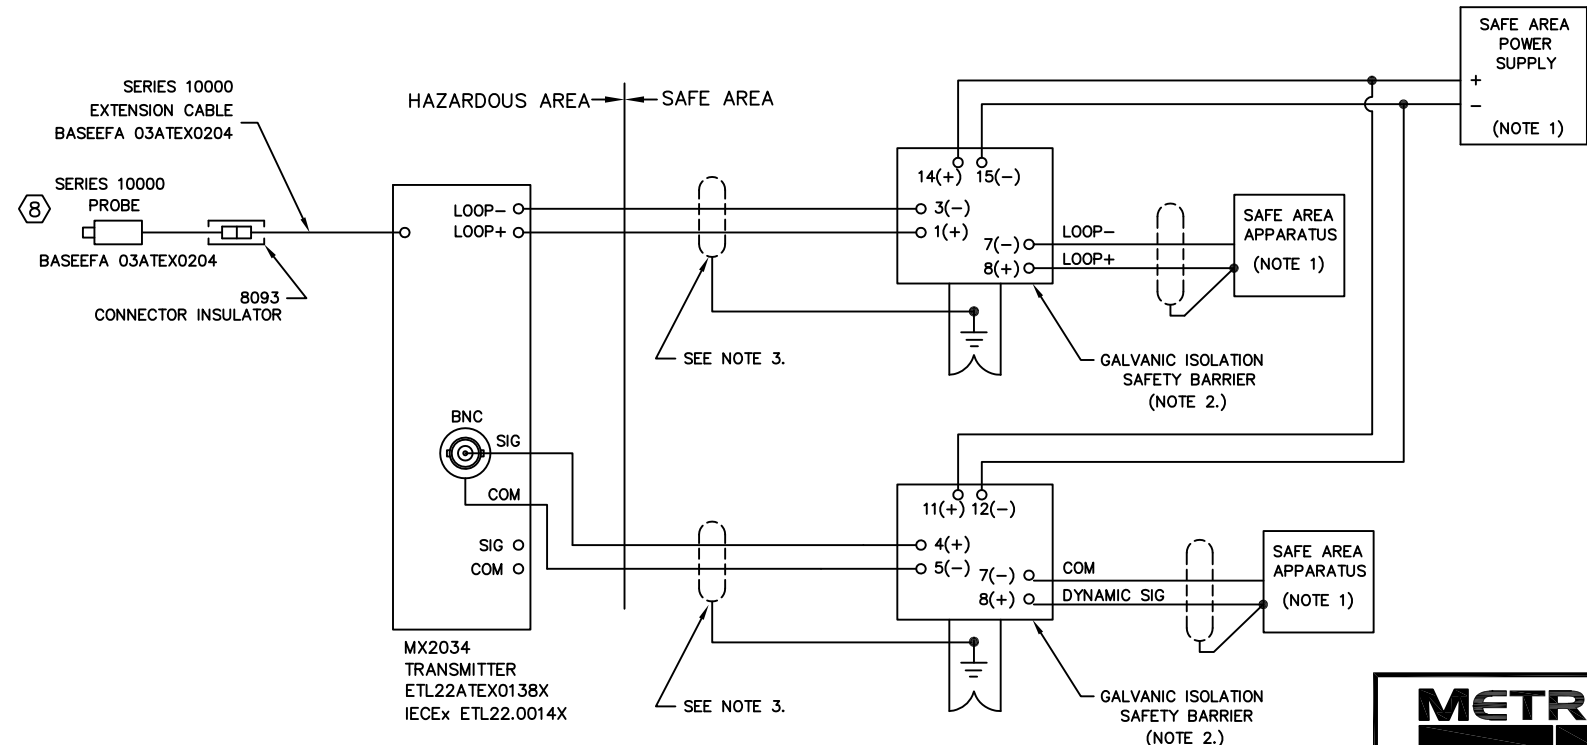 SAFE AREA
POWER
SUPPLY
+
−
(NOTE 1)
SERIES 10000
EXTENSION CABLE
BASEEFA 03ATEX0204
HAZARDOUS AREA
SAFE AREA
8
SERIES 10000
PROBE
BASEEFA 03ATEX0204
8093
CONNECTOR INSULATOR
LOOP−
LOOP+
14(+) 15(−)
3(−)
1(+)
7(−)
8(+)
LOOP−
LOOP+
SAFE AREA
APPARATUS
(NOTE 1)
SEE NOTE 3.
GALVANIC ISOLATION
SAFETY BARRIER
(NOTE 2.)
BNC
SIG
COM
SIG
COM
11(+) 12(−)
4(+)
5(−)
7(−)
8(+)
COM
DYNAMIC SIG
SAFE AREA
APPARATUS
(NOTE 1)
MX2034
TRANSMITTER
ETL22ATEX0138X
IECEx ETL22.0014X
SEE NOTE 3.
GALVANIC ISOLATION
SAFETY BARRIER
(NOTE 2.)
METR